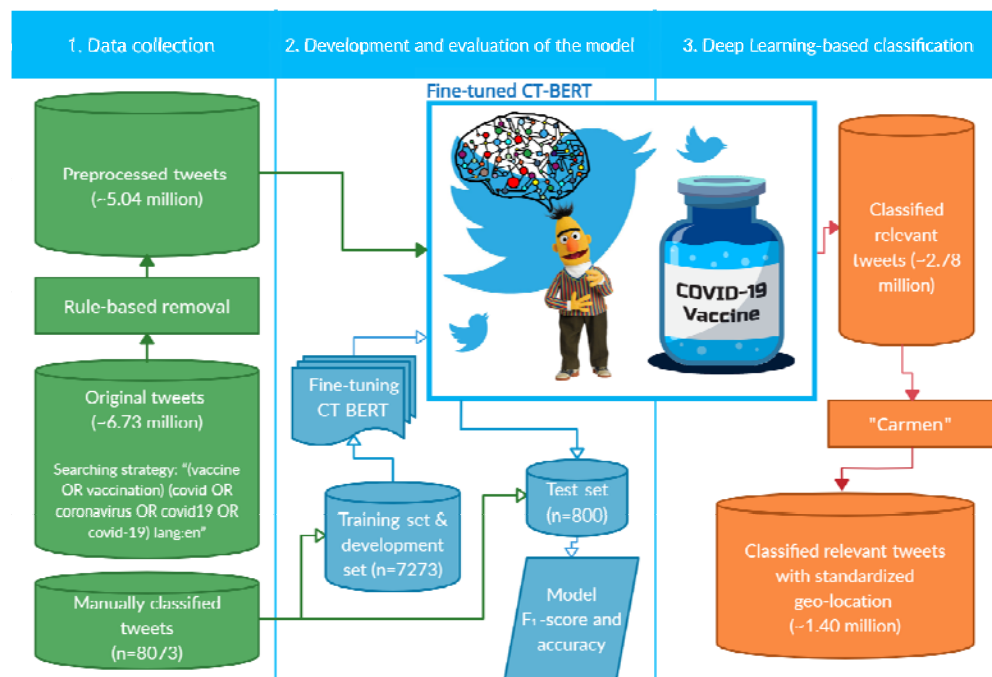 1. Data collection
2. Development and evaluation of the model
3. Deep Learning-based classification
Fine-tuned CT-BERT
Preprocessed tweets
(~5.04 million)
Rule-based removal
Original tweets
(~6.73 million)
Searching strategy: "(vaccine
OR vaccination) (covid OR
coronavirus OR covid19 OR
covid-19) lang:en"
Manually classified
tweets
(n=8073)
Fine-tuning
CT BERT
Training set &
development
set (n=7273)
Test set
(n=800)
Model
F₁-score and
accuracy
COVID-19
Vaccine
Classified
relevant
tweets (~2.78
million)
"Carmen"
Classified relevant tweets
with standardized
geo-location
(~1.40 million)